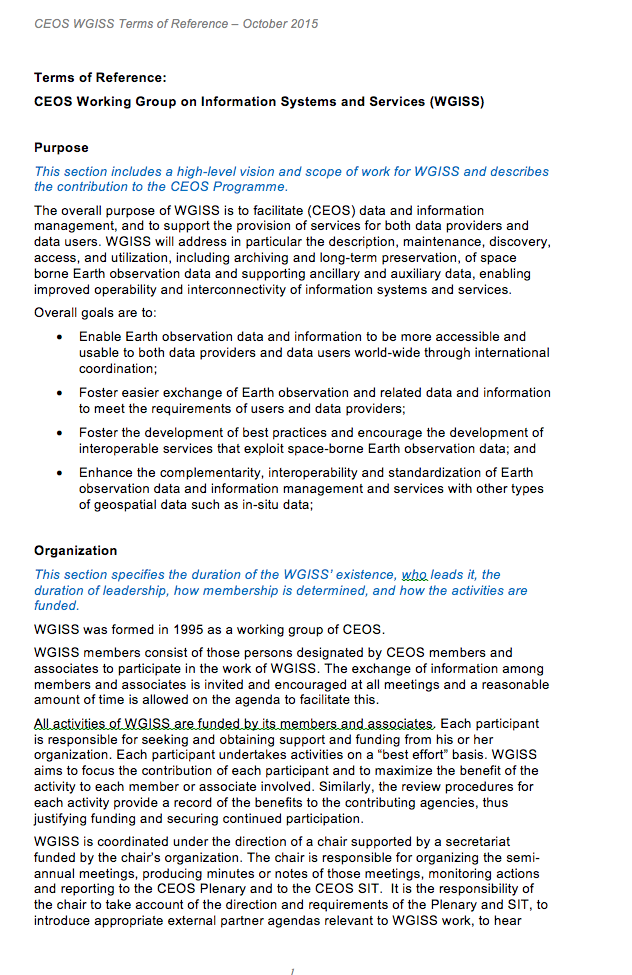 CEOS WGISS Terms of Reference – October 2015
Terms of Reference:
CEOS Working Group on Information Systems and Services (WGISS)
Purpose
This section includes a high-level vision and scope of work for WGISS and describes
the contribution to the CEOS Programme.
The overall purpose of WGISS is to facilitate (CEOS) data and information
management, and to support the provision of services for both data providers and
data users. WGISS will address in particular the description, maintenance, discovery,
access, and utilization, including archiving and long-term preservation, of space
borne Earth observation data and supporting ancillary and auxiliary data, enabling
improved operability and interconnectivity of information systems and services.
Overall goals are to:
• Enable Earth observation data and information to be more accessible and
usable to both data providers and data users world-wide through international
coordination;
• Foster easier exchange of Earth observation and related data and information
to meet the requirements of users and data providers;
• Foster the development of best practices and encourage the development of
interoperable services that exploit space-borne Earth observation data; and
• Enhance the complementarity, interoperability and standardization of Earth
observation data and information management and services with other types
of geospatial data such as in-situ data;
Organization
This section specifies the duration of the WGISS' existence, who leads it, the
duration of leadership, how membership is determined, and how the activities are
funded.
WGISS was formed in 1995 as a working group of CEOS.
WGISS members consist of those persons designated by CEOS members and
associates to participate in the work of WGISS. The exchange of information among
members and associates is invited and encouraged at all meetings and a reasonable
amount of time is allowed on the agenda to facilitate this.
All activities of WGISS are funded by its members and associates. Each participant
is responsible for seeking and obtaining support and funding from his or her
organization. Each participant undertakes activities on a “best effort” basis. WGISS
aims to focus the contribution of each participant and to maximize the benefit of the
activity to each member or associate involved. Similarly, the review procedures for
each activity provide a record of the benefits to the contributing agencies, thus
justifying funding and securing continued participation.
WGISS is coordinated under the direction of a chair supported by a secretariat
funded by the chair's organization. The chair is responsible for organizing the semi-
annual meetings, producing minutes or notes of those meetings, monitoring actions
and reporting to the CEOS Plenary and to the CEOS SIT.  It is the responsibility of
the chair to take account of the direction and requirements of the Plenary and SIT, to
introduce appropriate external partner agendas relevant to WGISS work, to hear
1